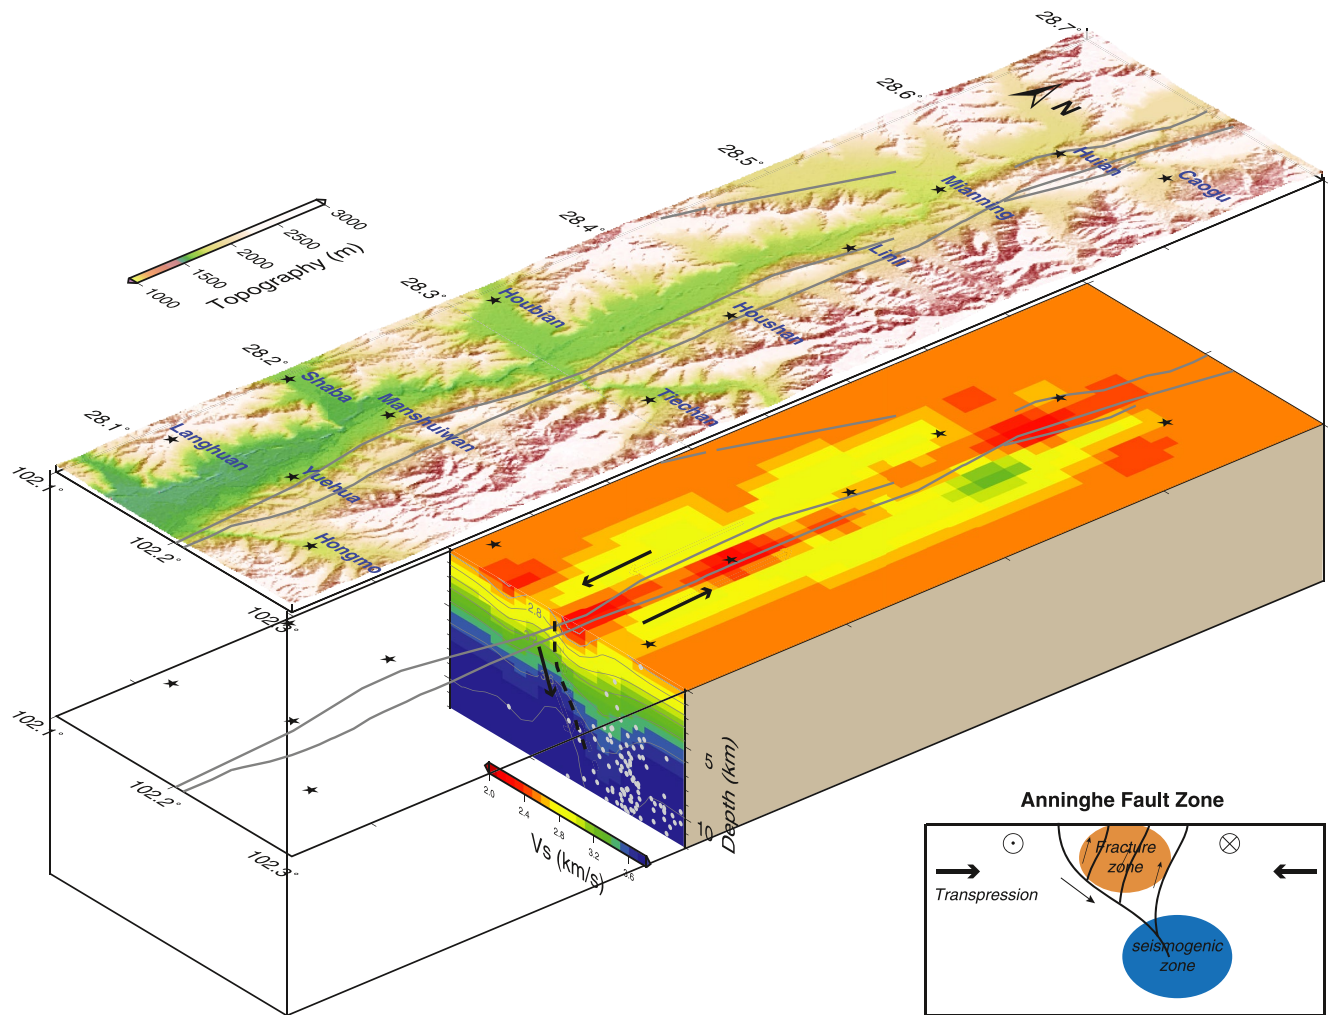 28.7°
28.6°
28.5°
28.4°
28.3°
28.2°
28.1°
N
Huian
Caogu
Mianning
Linli
Houshan
Houbian
Tiechan
Shaba
Manshuiwan
Langhuan
Yuehua
Hongmo
3000
2500
2000
1500
1000
Topography (m)
102.1°
102.2°
102.3°
2.8
102.1°
102.2°
102.3°
5
10
Depth (km)
2.0
2.4
2.8
3.2
3.6
Vs (km/s)
Anninghe Fault Zone
Fracture
zone
Transpression
seismogenic
zone